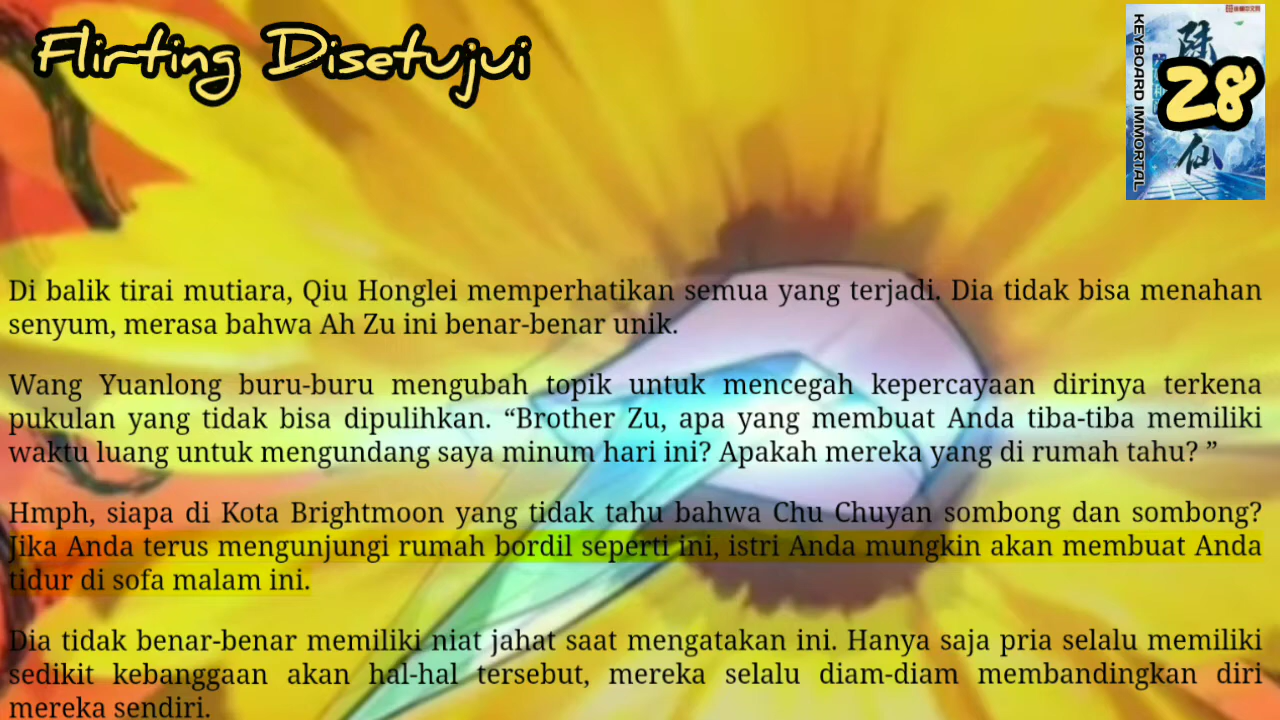 Flirting Disetujui
KEYBOARD IMMORTAL
陆
仙
28
Di balik tirai mutiara, Qiu Honglei memperhatikan semua yang terjadi. Dia tidak bisa menahan
senyum, merasa bahwa Ah Zu ini benar-benar unik.
Wang Yuanlong buru-buru mengubah topik untuk mencegah kepercayaan dirinya terkena
pukulan yang tidak bisa dipulihkan. “Brother Zu, apa yang membuat Anda tiba-tiba memiliki
waktu luang untuk mengundang saya minum hari ini? Apakah mereka yang di rumah tahu? ”
Hmph, siapa di Kota Brightmoon yang tidak tahu bahwa Chu Chuyan sombong dan sombong?
Jika Anda terus mengunjungi rumah bordil seperti ini, istri Anda mungkin akan membuat Anda
tidur di sofa malam ini.
Dia tidak benar-benar memiliki niat jahat saat mengatakan ini. Hanya saja pria selalu memiliki
sedikit kebanggaan akan hal-hal tersebut, mereka selalu diam-diam membandingkan diri
mereka sendiri.